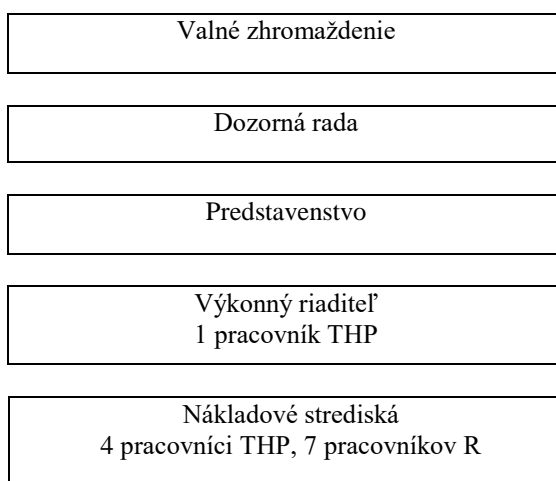 Valné zhromaždenie
Dozorná rada
Predstavenstvo
Výkonný riaditeľ
1 pracovník THP
Nákladové strediská
4 pracovníci THP, 7 pracovníkov R